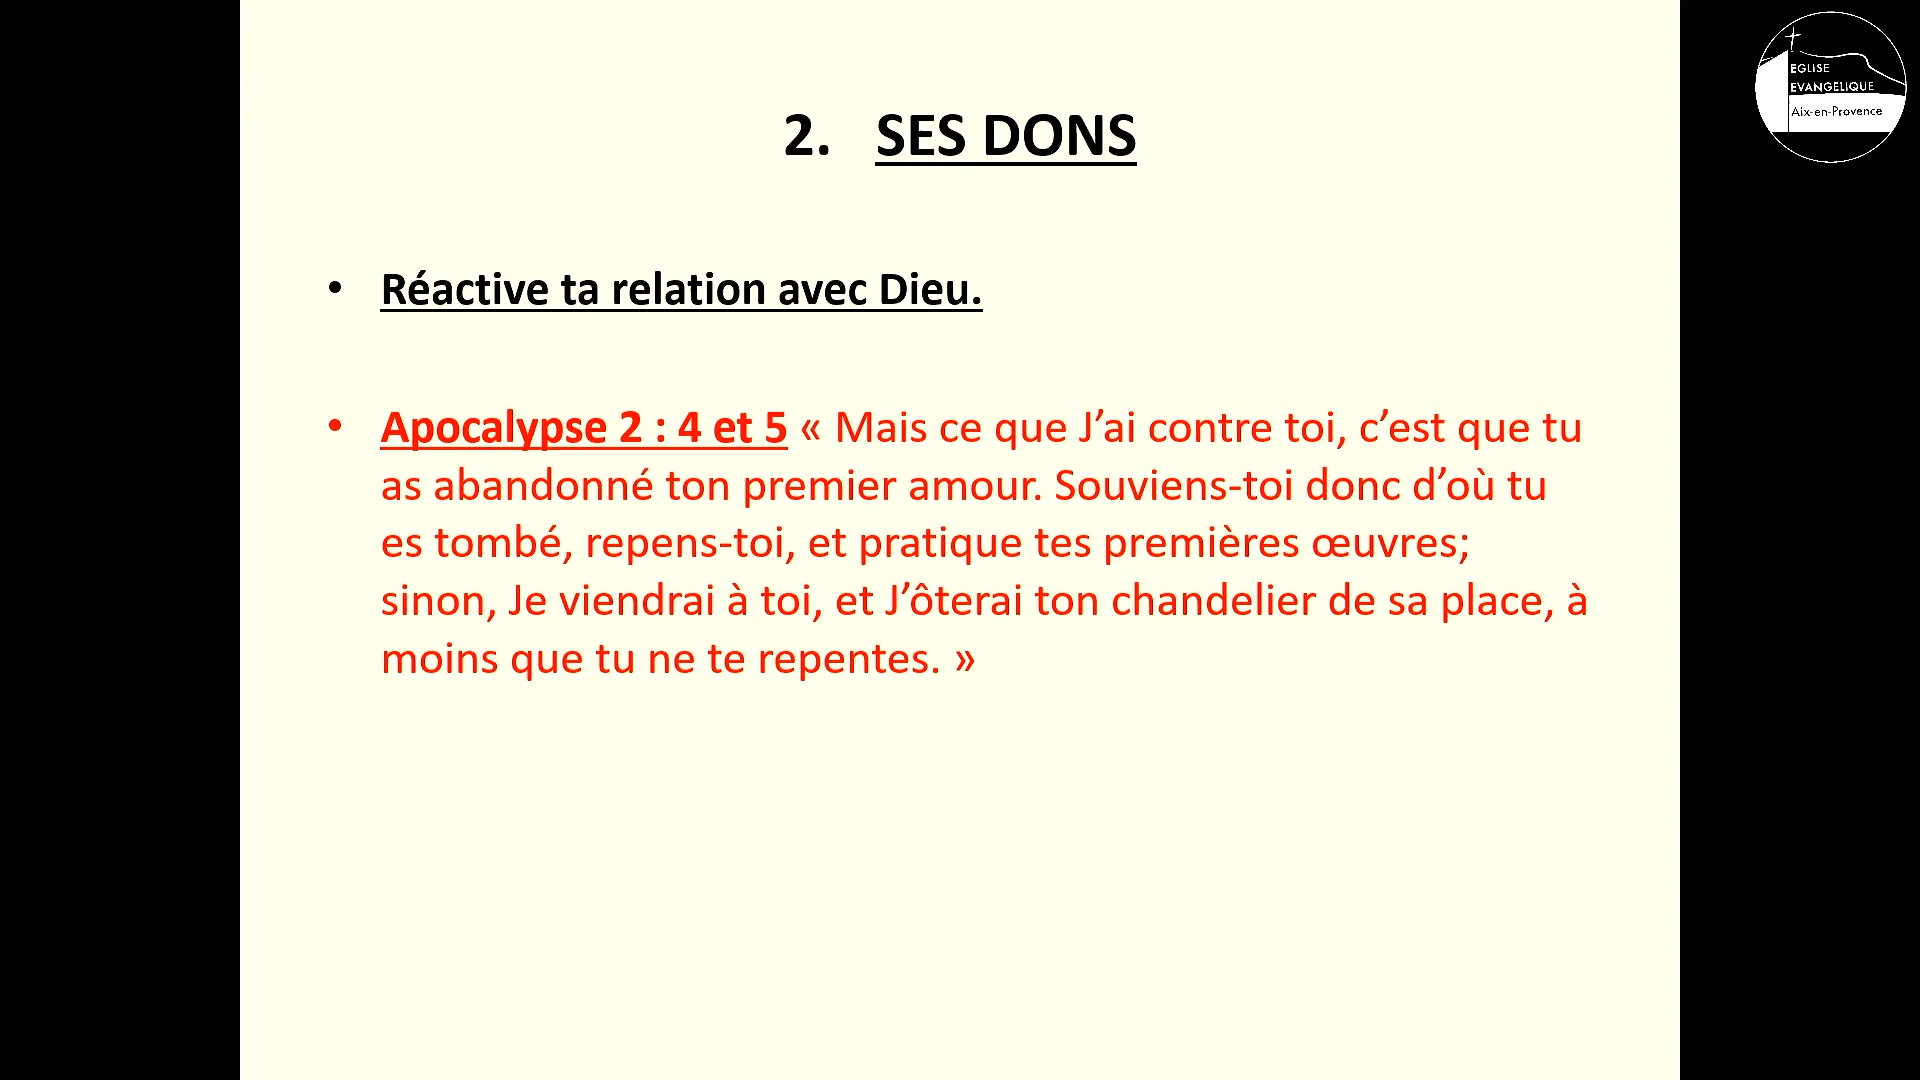 EGLISE
EVANGELIQUE
Aix-en-Provence
2. SES DONS
• Réactive ta relation avec Dieu.
• Apocalypse 2 : 4 et 5 « Mais ce que J’ai contre toi, c’est que tu
as abandonné ton premier amour. Souviens-toi donc d’où tu
es tombé, repens-toi, et pratique tes premières œuvres;
sinon, Je viendrai à toi, et J’ôterai ton chandelier de sa place, à
moins que tu ne te repentes. »